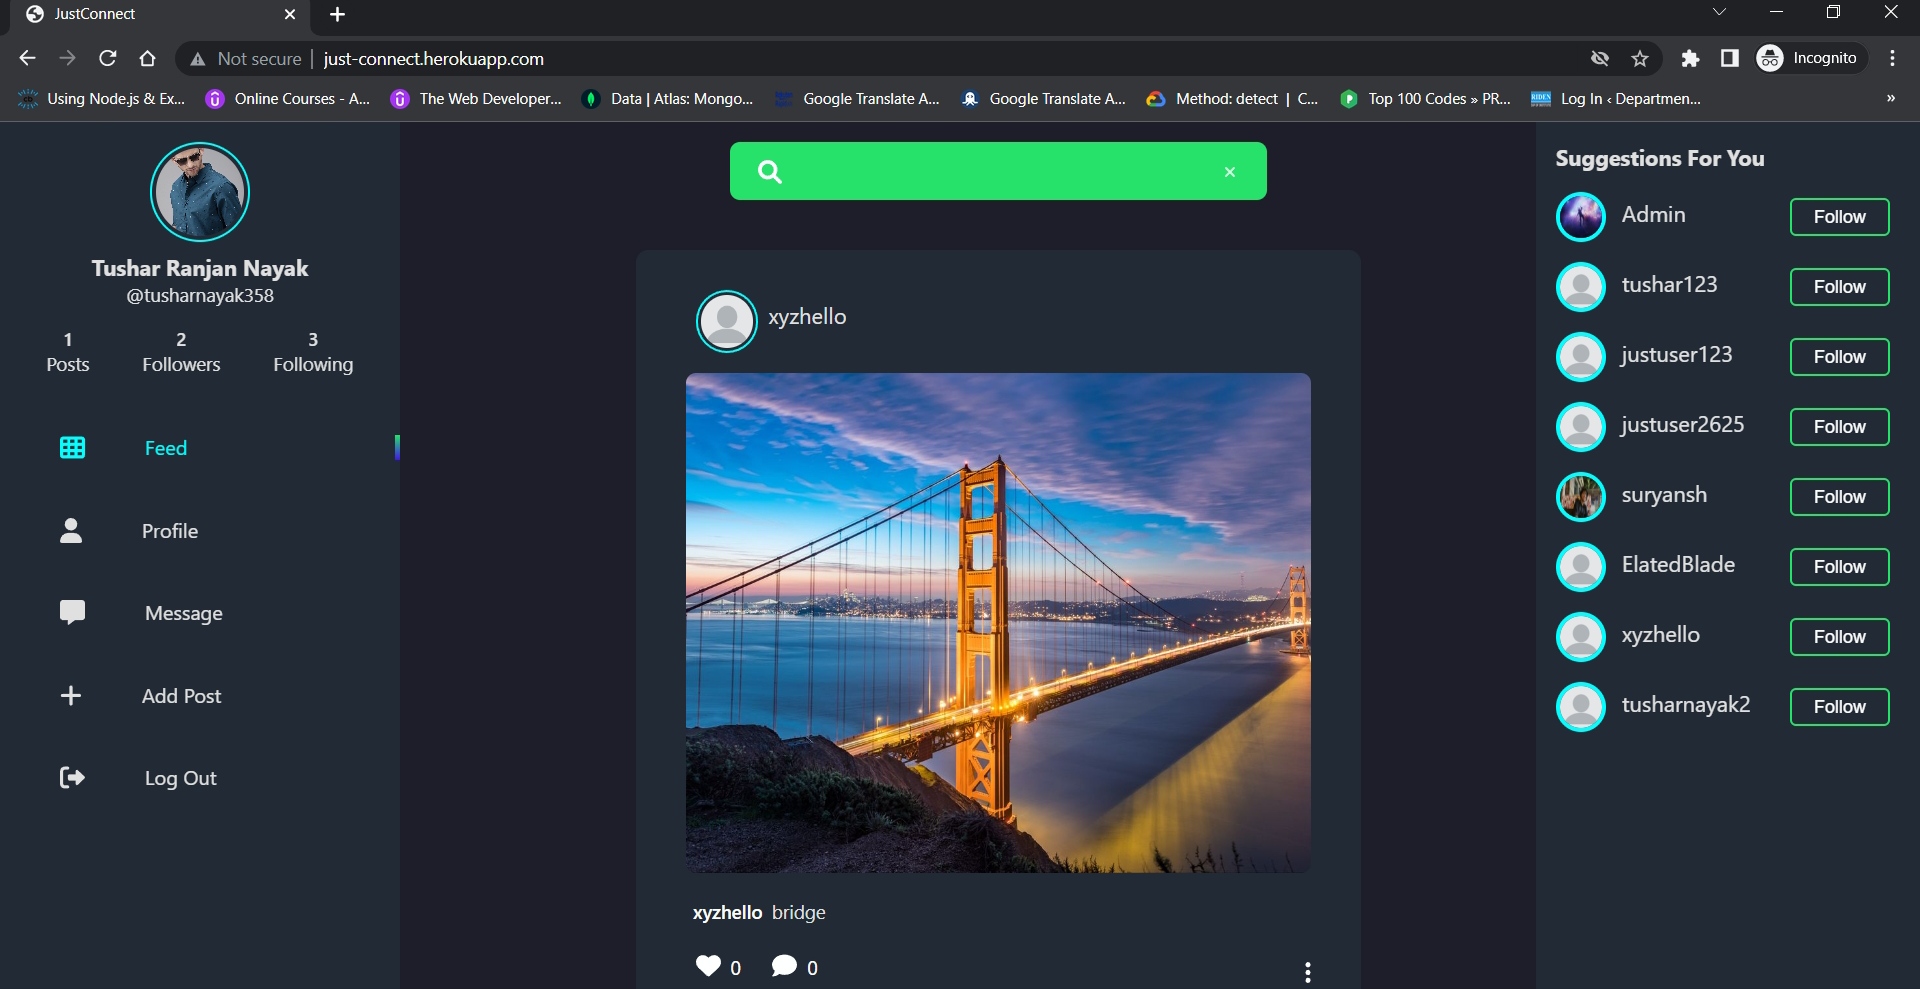 JustConnect
Not secure just-connect.herokuapp.com
Incognito
Using Node.js & Ex... Online Courses - A... The Web Developer... Data | Atlas: Mongo... Google Translate A... Google Translate A... Method: detect | C... Top 100 Codes » PR... Log In ‹ Departmen... »
Tushar Ranjan Nayak
@tusharnayak358
1 2 3
Posts Followers Following
Feed
Profile
Message
Add Post
Log Out
xyzhello
xyzhello bridge
0 0
Suggestions For You
Admin Follow
tushar123 Follow
justuser123 Follow
justuser2625 Follow
suryansh Follow
ElatedBlade Follow
xyzhello Follow
tusharnayak2 Follow